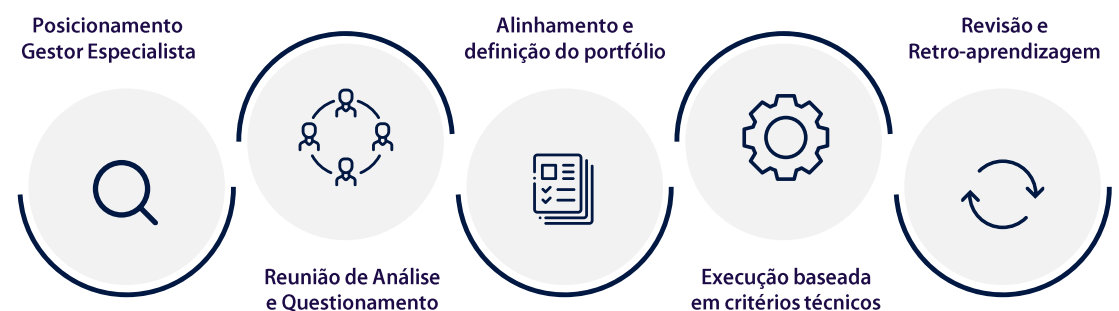 Posicionamento
Gestor Especialista
Reunião de Análise
e Questionamento
Alinhamento e
definição do portfólio
Execução baseada
em critérios técnicos
Revisão e
Retro-aprendizagem